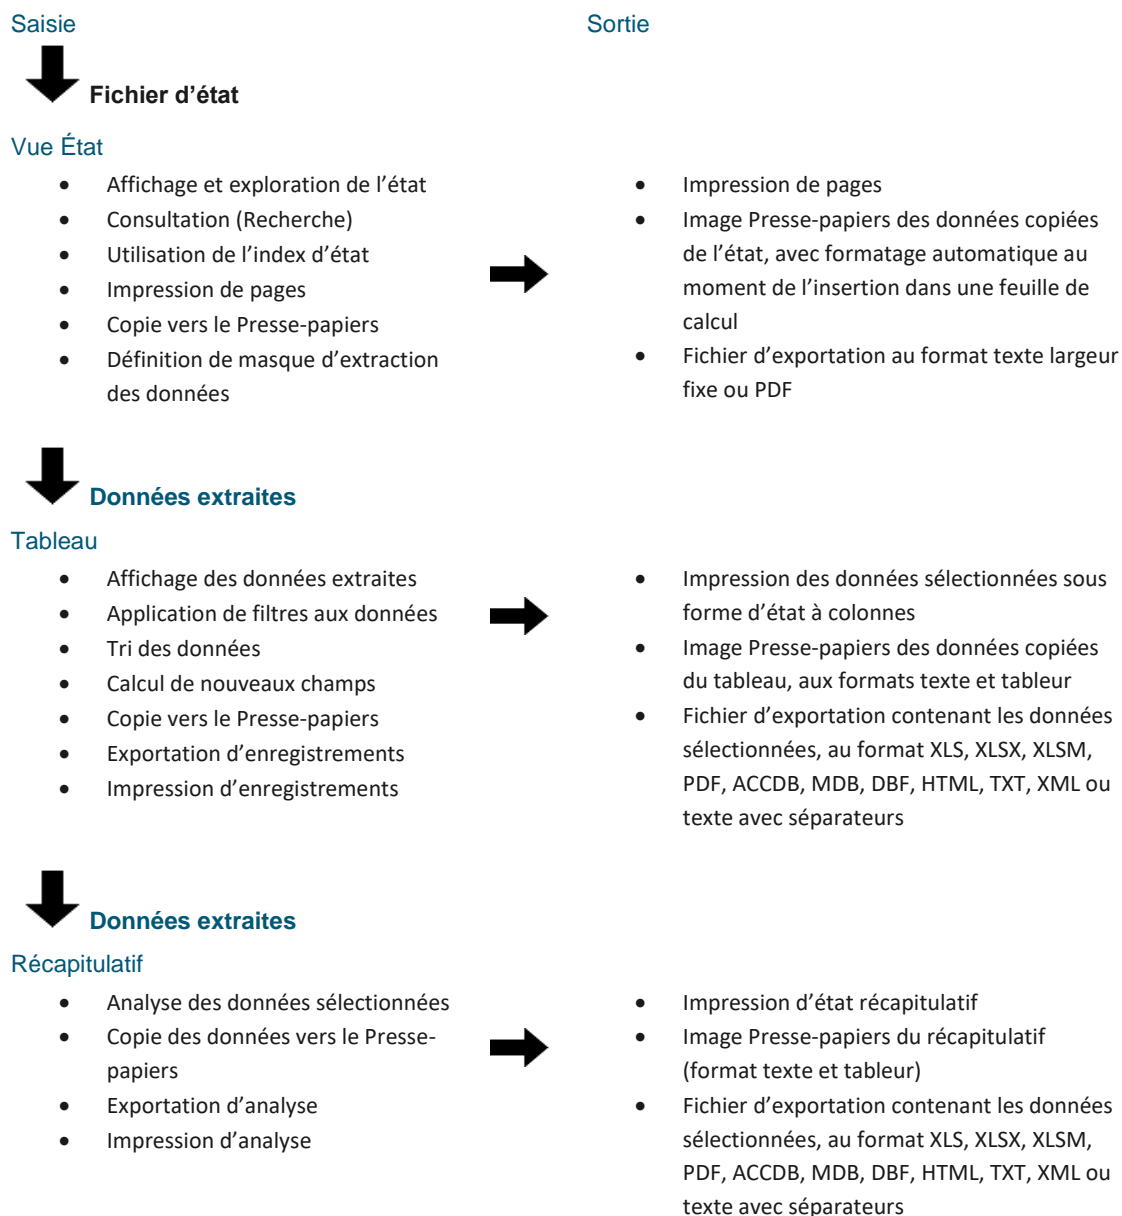 Saisie
Sortie
Fichier d’état
Vue État
• Affichage et exploration de l’état
• Consultation (Recherche)
• Utilisation de l’index d’état
• Impression de pages
• Copie vers le Presse-papiers
• Définition de masque d’extraction
des données
• Impression de pages
• Image Presse-papiers des données copiées
de l’état, avec formatage automatique au
moment de l’insertion dans une feuille de
calcul
• Fichier d’exportation au format texte largeur
fixe ou PDF
Données extraites
Tableau
• Affichage des données extraites
• Application de filtres aux données
• Tri des données
• Calcul de nouveaux champs
• Copie vers le Presse-papiers
• Exportation d’enregistrements
• Impression d’enregistrements
• Impression des données sélectionnées sous
forme d’état à colonnes
• Image Presse-papiers des données copiées
du tableau, aux formats texte et tableur
• Fichier d’exportation contenant les données
sélectionnées, au format XLS, XLSX, XLSM,
PDF, ACCDB, MDB, DBF, HTML, TXT, XML ou
texte avec séparateurs
Données extraites
Récapitulatif
• Analyse des données sélectionnées
• Copie des données vers le Presse-
papiers
• Exportation d’analyse
• Impression d’analyse
• Impression d’état récapitulatif
• Image Presse-papiers du récapitulatif
(format texte et tableur)
• Fichier d’exportation contenant les données
sélectionnées, au format XLS, XLSX, XLSM,
PDF, ACCDB, MDB, DBF, HTML, TXT, XML ou
texte avec séparateurs